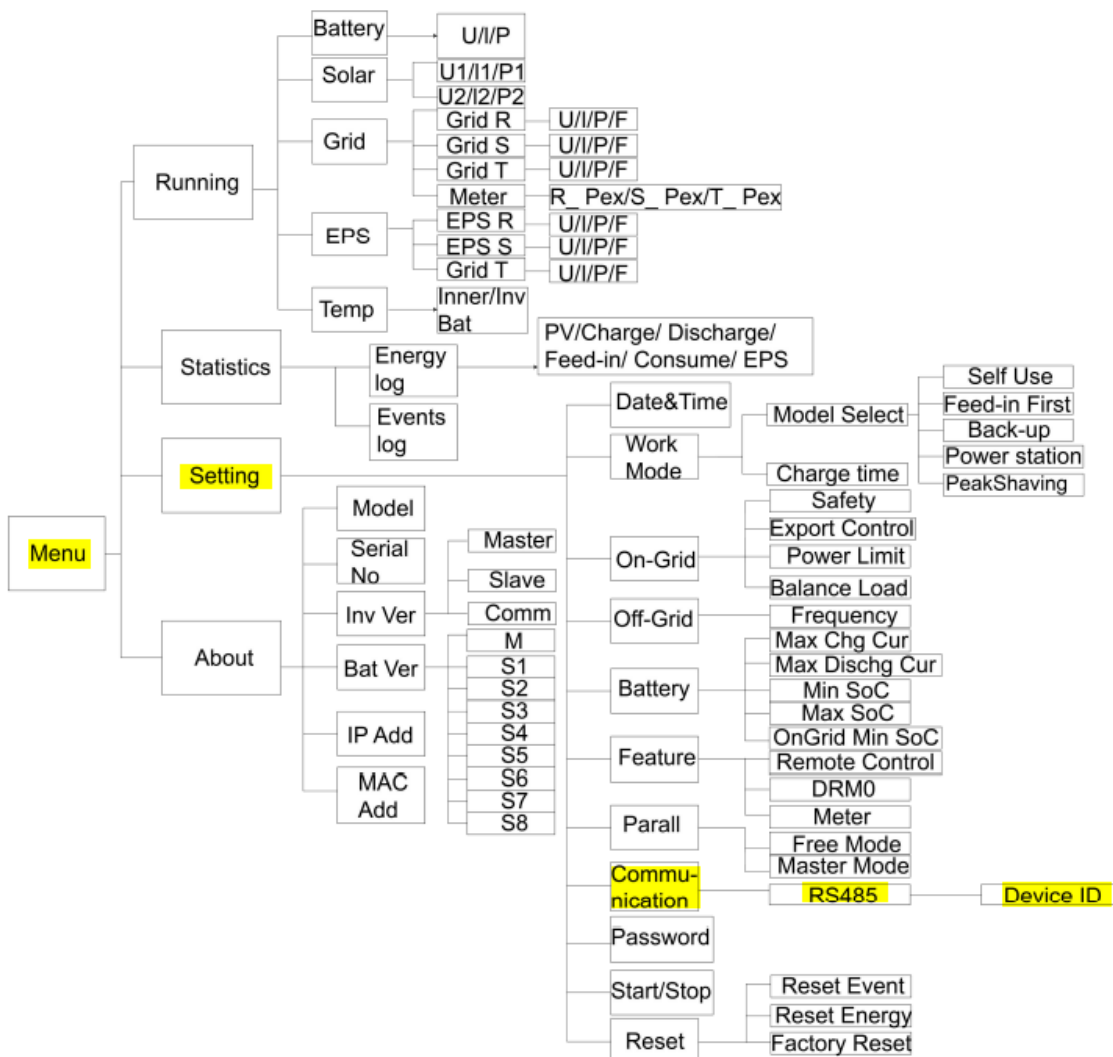 Battery
U/I/P
Solar
U1/I1/P1
U2/I2/P2
Grid
Grid R
U/I/P/F
Grid S
U/I/P/F
Grid T
U/I/P/F
Meter
R_ Pex/S_ Pex/T_ Pex
Running
EPS
EPS R
U/I/P/F
EPS S
U/I/P/F
Grid T
U/I/P/F
Temp
Inner/Inv
Bat
Statistics
Energy
log
PV/Charge/ Discharge/
Feed-in/ Consume/ EPS
Events
log
Setting
Menu
Date&Time
Work
Mode
Model Select
Self Use
Feed-in First
Back-up
Power station
PeakShaving
Charge time
On-Grid
Safety
Export Control
Power Limit
Balance Load
Off-Grid
Frequency
Battery
Max Chg Cur
Max Dischg Cur
Min SoC
Max SoC
OnGrid Min SoC
Feature
Remote Control
DRM0
Meter
Parall
Free Mode
Master Mode
Commu-
nication
RS485
Device ID
Password
Start/Stop
Reset
Reset Event
Reset Energy
Factory Reset
About
Model
Serial
No
Inv Ver
Master
Slave
Comm
Bat Ver
M
S1
S2
S3
S4
S5
S6
S7
S8
IP Add
MAC
Add